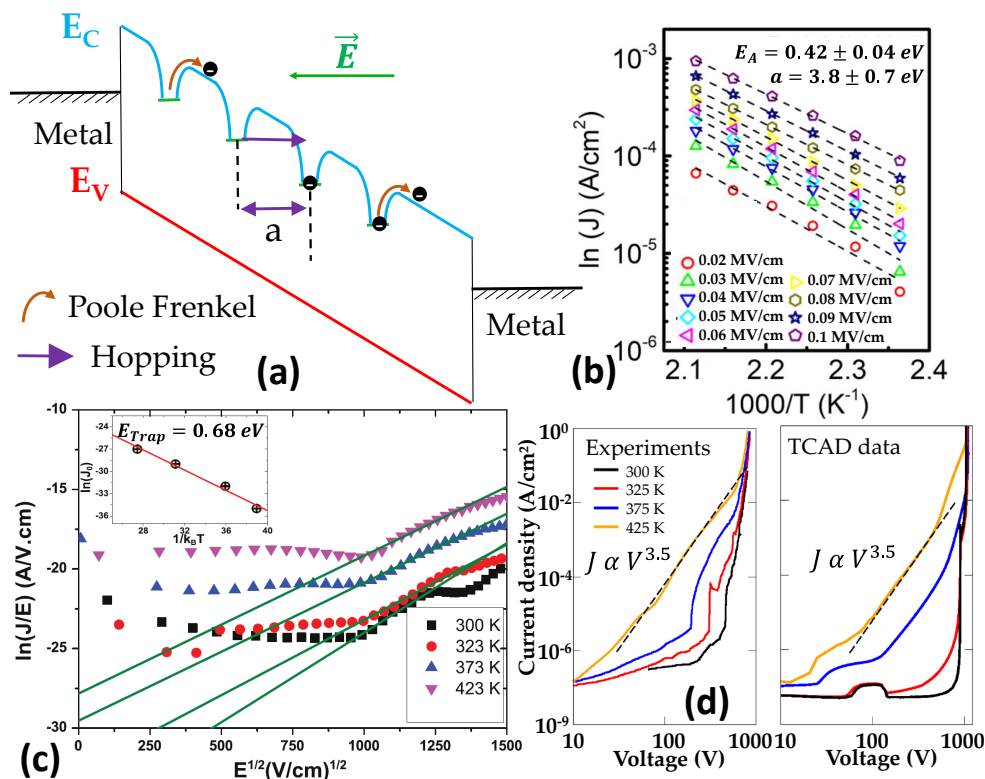 E_C
E⃗
Metal
E_V
a
Poole Frenkel
Hopping
Metal
(a)
ln (J) (A/cm²)
10⁻³
10⁻⁴
10⁻⁵
10⁻⁶
E_A = 0.42 ± 0.04 eV
a = 3.8 ± 0.7 eV
0.02 MV/cm
0.03 MV/cm
0.04 MV/cm
0.05 MV/cm
0.06 MV/cm
0.07 MV/cm
0.08 MV/cm
0.09 MV/cm
0.1 MV/cm
2.1 2.2 2.3 2.4
1000/T (K⁻¹)
(b)
ln(J/E) (A/V.cm)
-10
-15
-20
-25
-30
E_Trap = 0.68 eV
ln(J₀)
-24
-27
-30
-33
-36
28 32 36 40
1/K_BT
300 K
323 K
373 K
423 K
0 250 500 750 1000 1250 1500
E^1/2(V/cm)^1/2
(c)
Current density (A/cm²)
10⁰
10⁻²
10⁻⁴
10⁻⁶
10⁻⁹
Experiments
300 K
325 K
375 K
425 K
J ∝ V^3.5
10 100 1000
Voltage (V)
TCAD data
J ∝ V^3.5
10 100 1000
Voltage (V)
(d)